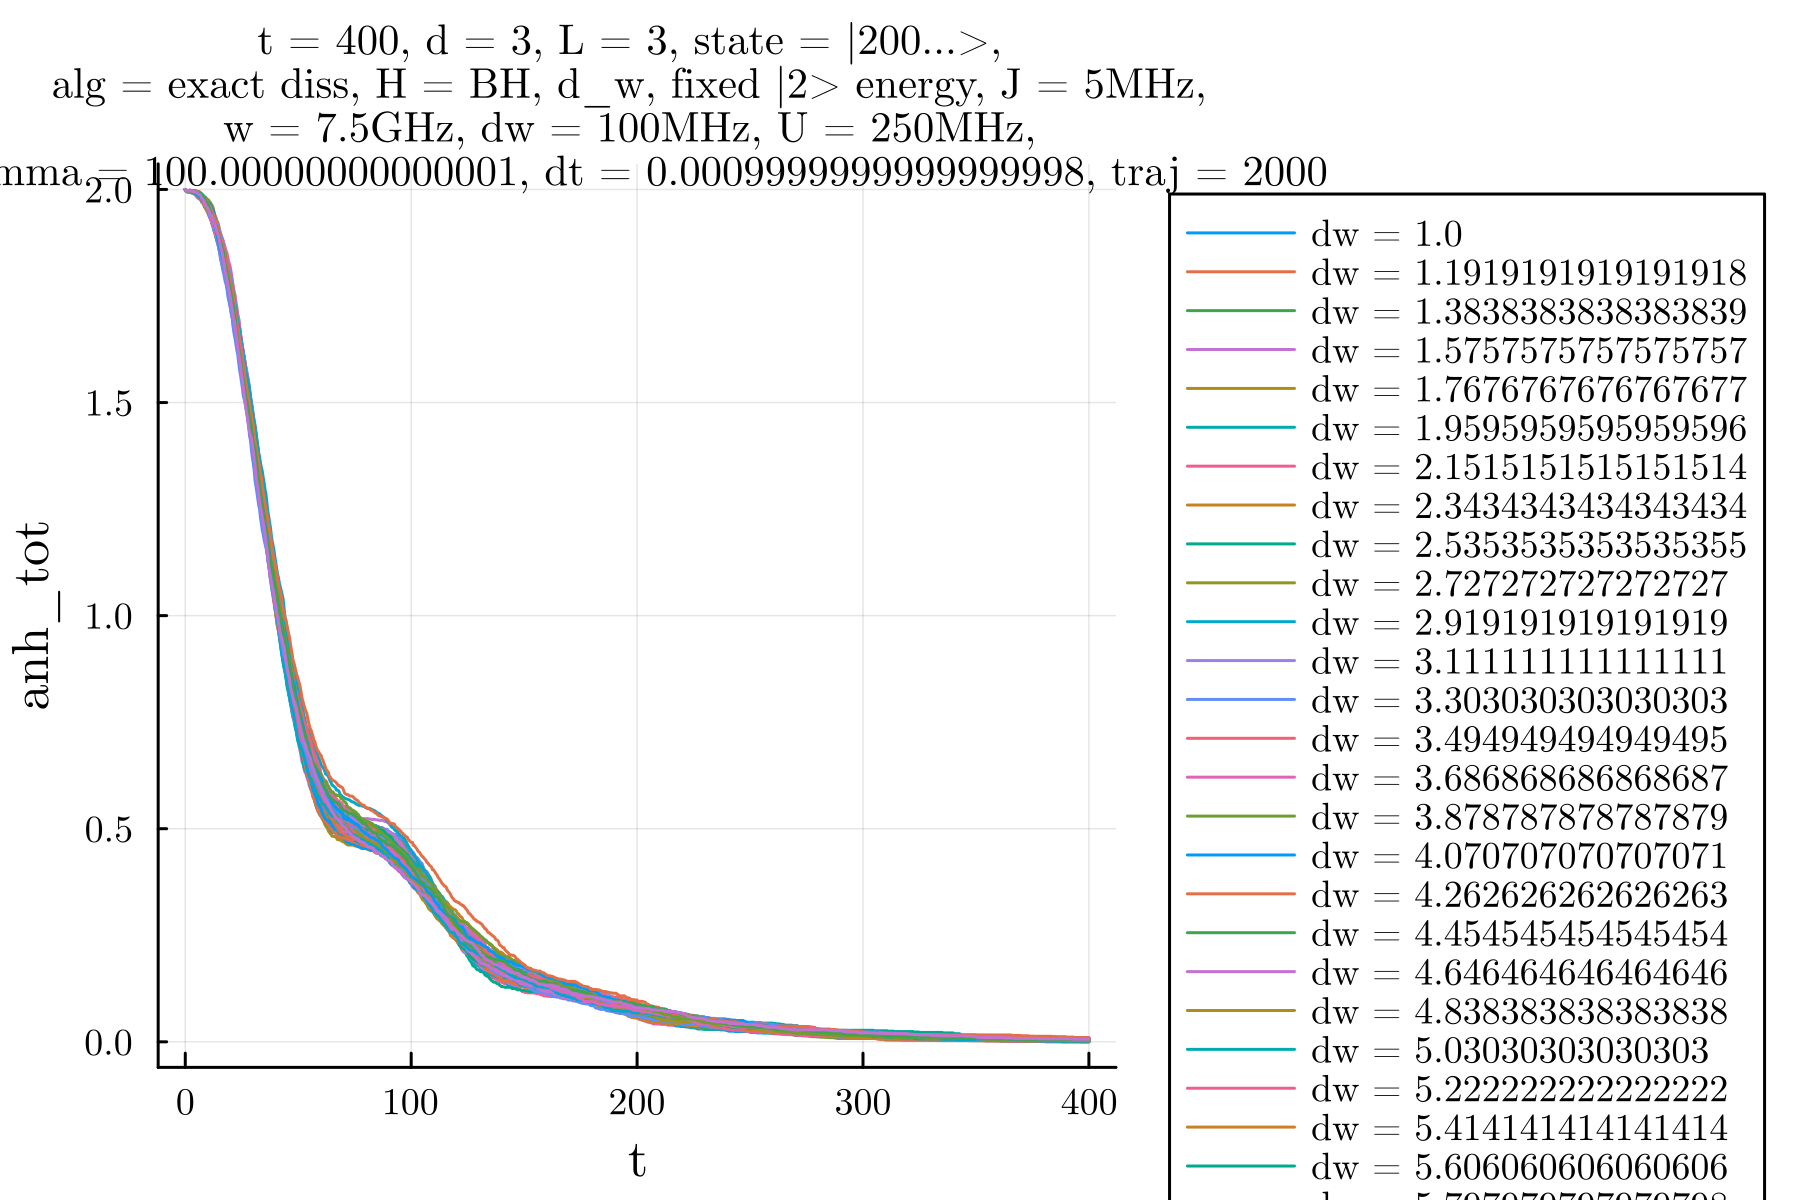 t = 400, d = 3, L = 3, state = |200...>,
alg = exact diss, H = BH, d_w, fixed |2> energy, J = 5MHz,
w = 7.5GHz, dw = 100MHz, U = 250MHz,
mma = 100.00000000000001, dt = 0.0009999999999999998, traj = 2000
2.0
1.5
1.0
0.5
0.0
anh_tot
0 100 200 300 400
t
dw = 1.0
dw = 1.1919191919191918
dw = 1.3838383838383839
dw = 1.5757575757575757
dw = 1.7676767676767677
dw = 1.9595959595959596
dw = 2.1515151515151514
dw = 2.3434343434343434
dw = 2.5353535353535355
dw = 2.727272727272727
dw = 2.919191919191919
dw = 3.111111111111111
dw = 3.303030303030303
dw = 3.494949494949495
dw = 3.686868686868687
dw = 3.878787878787879
dw = 4.070707070707071
dw = 4.262626262626263
dw = 4.454545454545454
dw = 4.646464646464646
dw = 4.838383838383838
dw = 5.03030303030303
dw = 5.222222222222222
dw = 5.414141414141414
dw = 5.606060606060606